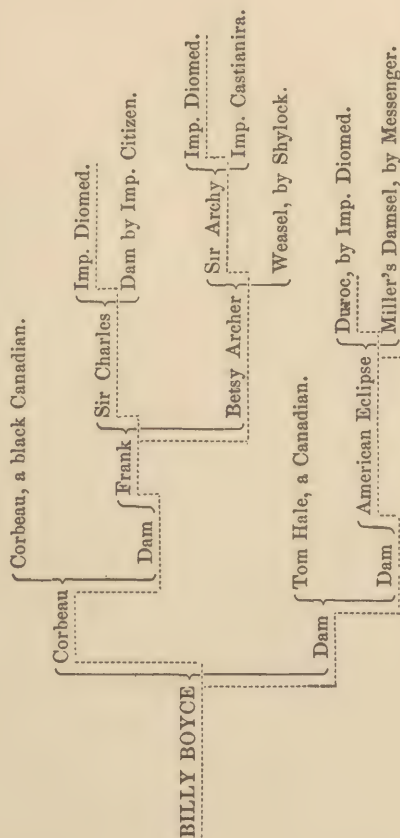 Corbeau, a black Canadian.
Corbeau
Imp. Diomed.
Sir Charles
Dam by Imp. Citizen.
Frank
Dam
BILLY BOYCE
Imp. Diomed.
Sir Archy
Imp. Castianira.
Betsy Archer
Weasel, by Shylock.
Tom Hale, a Canadian.
Dam
Duroc, by Imp. Diomed.
American Eclipse
Miller's Damsel, by Messenger.
Dam